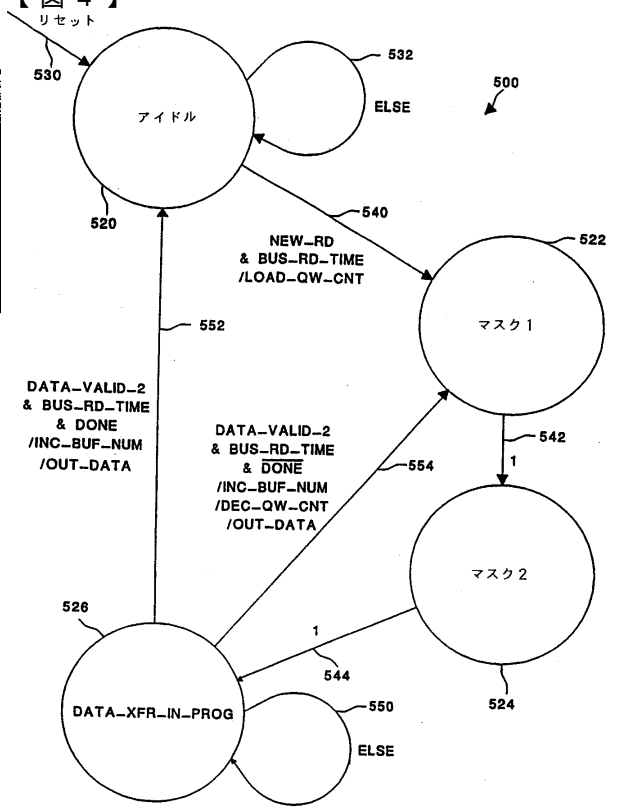 【図4】
リセット
530
532
アイドル
500
ELSE
520
540
NEW_RD
& BUS_RD_TIME
/LOAD_QW_CNT
522
マスク1
552
DATA_VALID_2
& BUS_RD_TIME
& DONE
/INC_BUF_NUM
/OUT_DATA
DATA_VALID_2
& BUS_RD_TIME
& DONE
/INC_BUF_NUM
/DEC_QW_CNT
/OUT_DATA
554
542
1
マスク2
526
1
544
524
DATA_XFR_IN_PROG
550
ELSE